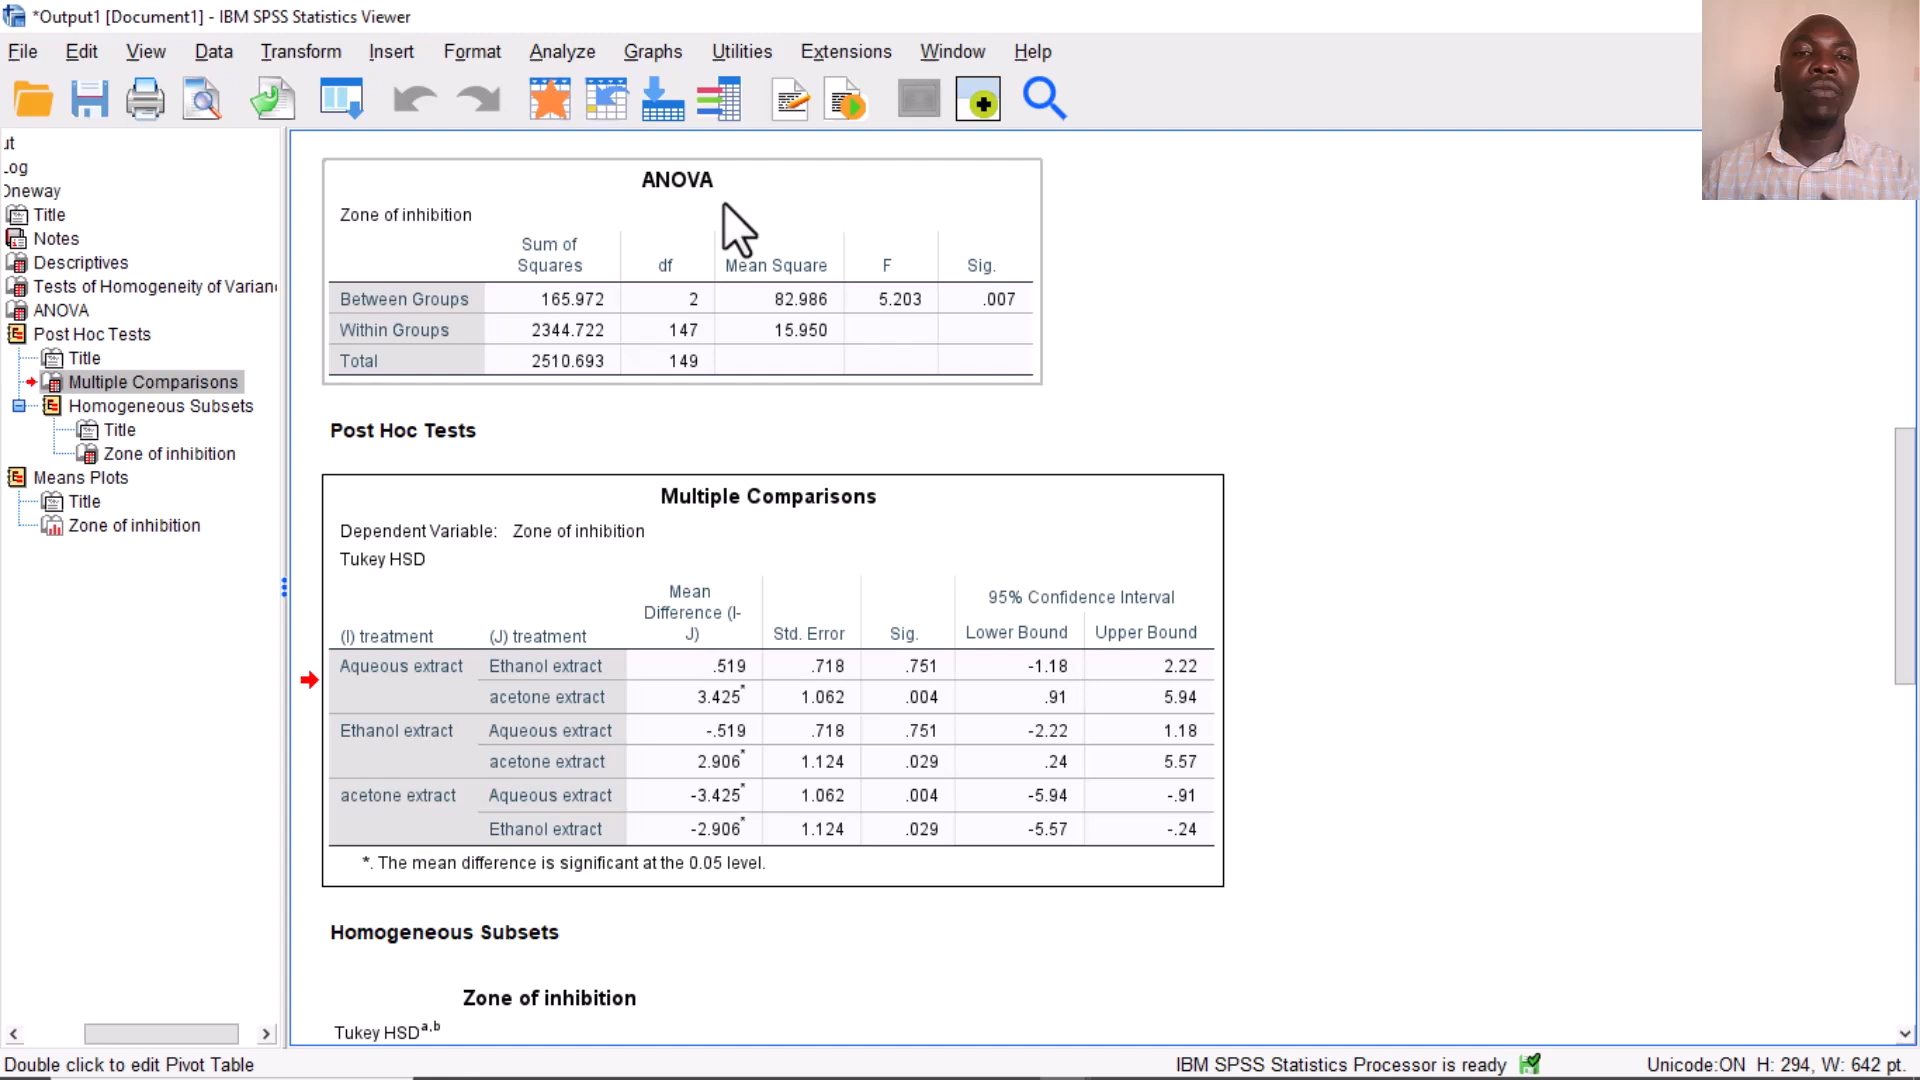 *Output1 [Document1] - IBM SPSS Statistics Viewer
File Edit View Data Transform Insert Format Analyze Graphs Utilities Extensions Window Help
ut
Log
Oneway
Title
Notes
Descriptives
Tests of Homogeneity of Varian
ANOVA
Post Hoc Tests
Title
Multiple Comparisons
Homogeneous Subsets
Title
Zone of inhibition
Means Plots
Title
Zone of inhibition
ANOVA
Zone of inhibition
Sum of Squares df Mean Square F Sig.
Between Groups 165.972 2 82.986 5.203 .007
Within Groups 2344.722 147 15.950
Total 2510.693 149
Post Hoc Tests
Multiple Comparisons
Dependent Variable: Zone of inhibition
Tukey HSD
95% Confidence Interval
(I) treatment (J) treatment Mean Difference (I-J) Std. Error Sig. Lower Bound Upper Bound
Aqueous extract Ethanol extract .519 .718 .751 -1.18 2.22
acetone extract 3.425* 1.062 .004 .91 5.94
Ethanol extract Aqueous extract -.519 .718 .751 -2.22 1.18
acetone extract 2.906* 1.124 .029 .24 5.57
acetone extract Aqueous extract -3.425* 1.062 .004 -5.94 -.91
Ethanol extract -2.906* 1.124 .029 -5.57 -.24
*. The mean difference is significant at the 0.05 level.
Homogeneous Subsets
Zone of inhibition
Tukey HSDa,b
Double click to edit Pivot Table IBM SPSS Statistics Processor is ready Unicode:ON H: 294, W: 642 pt.